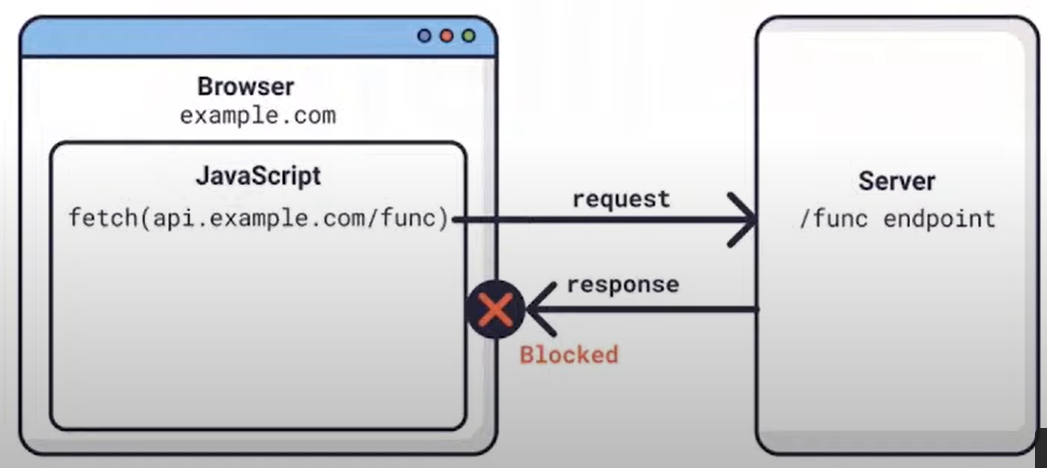 Browser
example.com
JavaScript
fetch(api.example.com/func)
request
response
Blocked
Server
/func endpoint